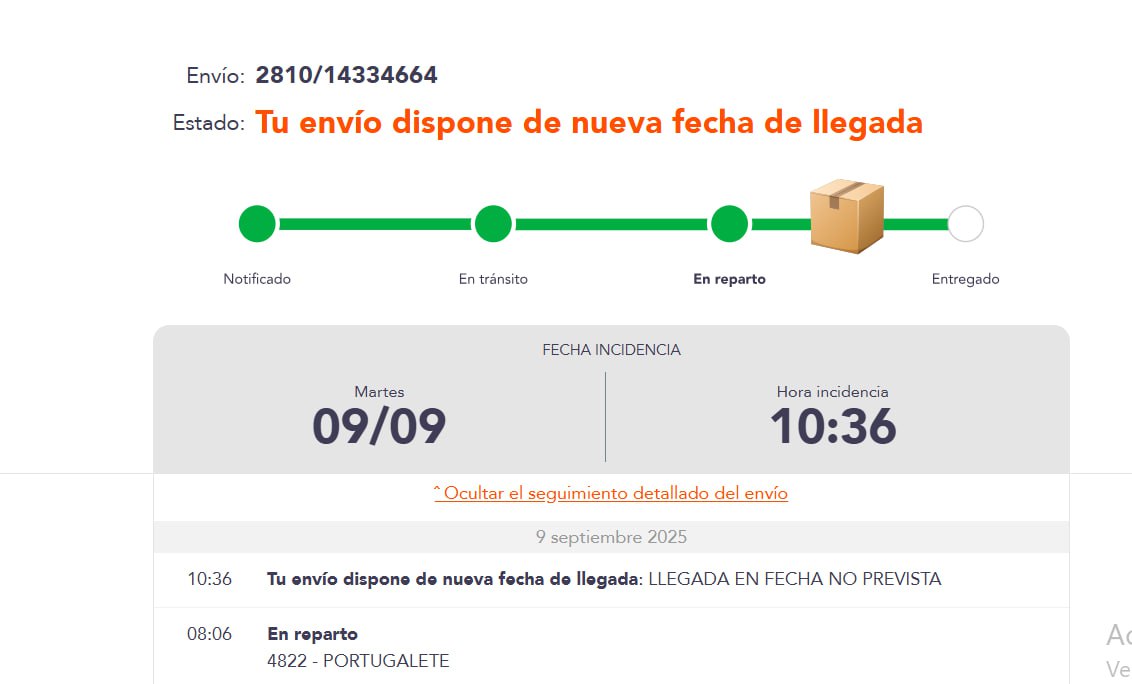 Envío: 2810/14334664
Estado: Tu envío dispone de nueva fecha de llegada
Notificado En tránsito En reparto Entregado
FECHA INCIDENCIA
Martes Hora incidencia
09/09 10:36
ˆ Ocultar el seguimiento detallado del envío
9 septiembre 2025
10:36 Tu envío dispone de nueva fecha de llegada: LLEGADA EN FECHA NO PREVISTA
08:06 En reparto
4822 - PORTUGALETE